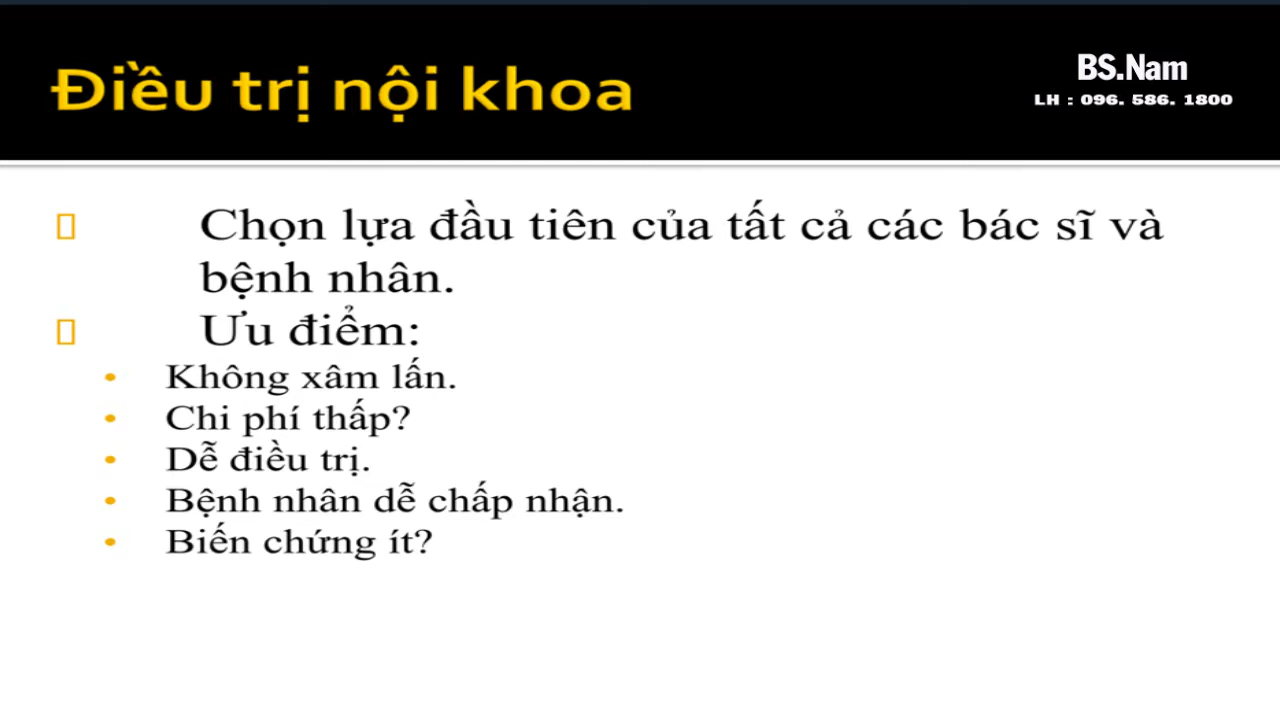 Điều trị nội khoa
BS.Nam
LH : 096. 586. 1800
Chọn lựa đầu tiên của tất cả các bác sĩ và
bệnh nhân.
Ưu điểm:
• Không xâm lấn.
• Chi phí thấp?
• Dễ điều trị.
• Bệnh nhân dễ chấp nhận.
• Biến chứng ít?